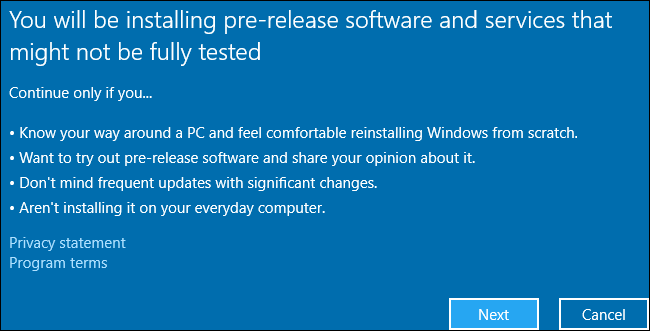 You will be installing pre-release software and services that
might not be fully tested
Continue only if you...
• Know your way around a PC and feel comfortable reinstalling Windows from scratch.
• Want to try out pre-release software and share your opinion about it.
• Don't mind frequent updates with significant changes.
• Aren't installing it on your everyday computer.
Privacy statement
Program terms
Next Cancel